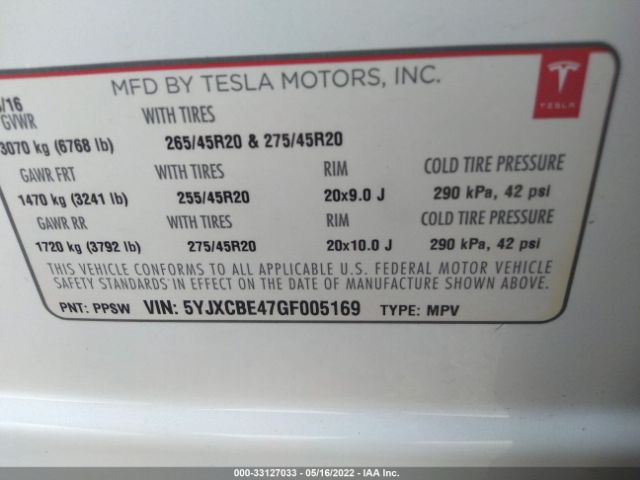 MFD BY TESLA MOTORS, INC.
TESLA
/16
GVWR WITH TIRES
3070 kg (6768 lb) 265/45R20 & 275/45R20
GAWR FRT WITH TIRES RIM COLD TIRE PRESSURE
1470 kg (3241 lb) 255/45R20 20x9.0 J 290 kPa, 42 psi
GAWR RR WITH TIRES RIM COLD TIRE PRESSURE
1720 kg (3792 lb) 275/45R20 20x10.0 J 290 kPa, 42 psi
THIS VEHICLE CONFORMS TO ALL APPLICABLE U.S. FEDERAL MOTOR VEHICLE
SAFETY STANDARDS IN EFFECT ON THE DATE OF MANUFACTURE SHOWN ABOVE.
PNT: PPSW VIN: 5YJXCBE47GF005169 TYPE: MPV
000-33127033 - 05/16/2022 - IAA Inc.